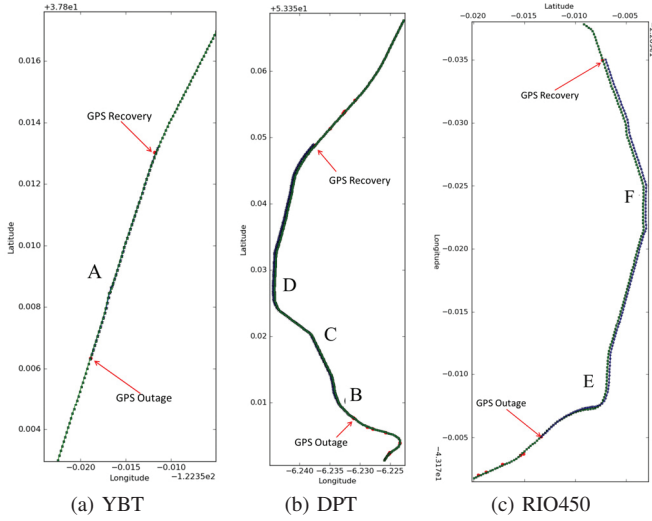 +3.78e1
0.016
0.014
0.012
0.010
0.008
0.006
0.004
Latitude
GPS Recovery
A
GPS Outage
−0.020 −0.015 −0.010
Longitude
−1.2235e2
(a) YBT
+5.335e1
0.06
0.05
0.04
0.03
0.02
0.01
Latitude
GPS Recovery
D
C
B
GPS Outage
−6.240 −6.235 −6.230 −6.225
Longitude
(b) DPT
Latitude
−0.020 −0.015 −0.010 −0.005
−0.035
−0.030
−0.025
−0.020
−0.015
−0.010
−0.005
Longitude
GPS Recovery
F
E
GPS Outage
−4.317e1
(c) RIO450